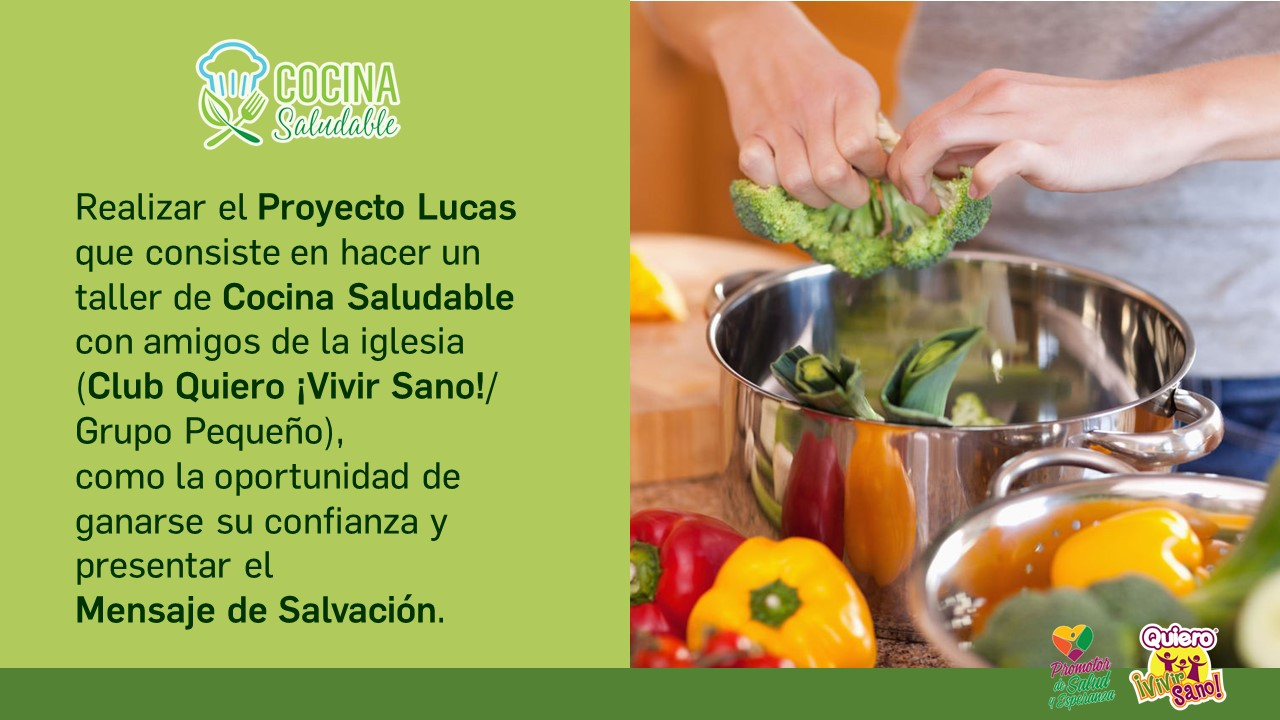 COCINA
Saludable
Realizar el Proyecto Lucas
que consiste en hacer un
taller de Cocina Saludable
con amigos de la iglesia
(Club Quiero ¡Vivir Sano!/
Grupo Pequeño),
como la oportunidad de
ganarse su confianza y
presentar el
Mensaje de Salvación.
Promotor
de Salud
y Esperanza
Quiero
¡Vivir
Sano!